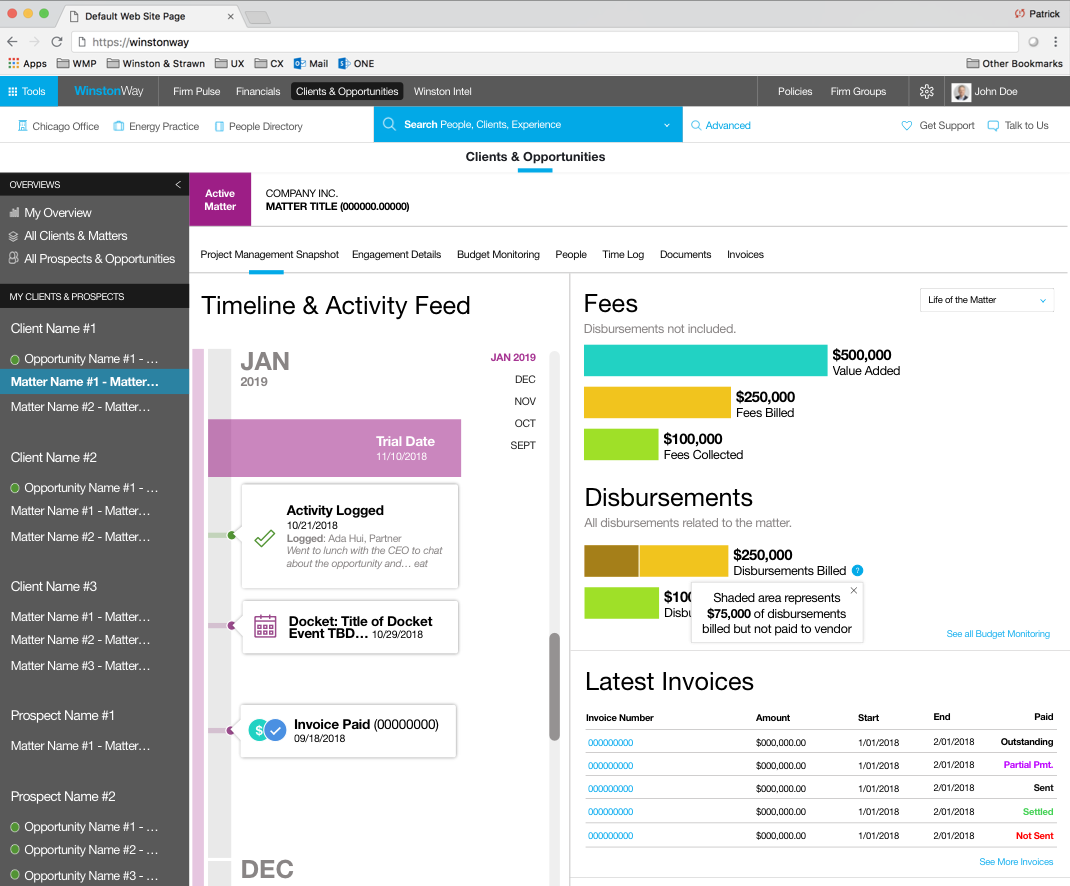 Default Web Site Page
Patrick
https://winstonway
Apps WMP Winston & Strawn UX CX Mail ONE Other Bookmarks
Tools WinstonWay Firm Pulse Financials Clients & Opportunities Winston Intel Policies Firm Groups John Doe
Chicago Office Energy Practice People Directory Search People, Clients, Experience Advanced Get Support Talk to Us
Clients & Opportunities
OVERVIEWS
My Overview
All Clients & Matters
All Prospects & Opportunities
MY CLIENTS & PROSPECTS
Client Name #1
Opportunity Name #1 - ...
Matter Name #1 - Matter...
Matter Name #2 - Matter...
Client Name #2
Opportunity Name #1 - ...
Matter Name #1 - Matter...
Matter Name #2 - Matter...
Client Name #3
Matter Name #1 - Matter...
Matter Name #2 - Matter...
Matter Name #3 - Matter...
Prospect Name #1
Matter Name #1 - Matter...
Prospect Name #2
Opportunity Name #1 - ...
Opportunity Name #2 - ...
Opportunity Name #3 - ...
Active
Matter
COMPANY INC.
MATTER TITLE (000000.00000)
Project Management Snapshot Engagement Details Budget Monitoring People Time Log Documents Invoices
Timeline & Activity Feed
JAN
2019
JAN 2019
DEC
NOV
OCT
SEPT
Trial Date
11/10/2018
Activity Logged
10/21/2018
Logged: Ada Hui, Partner
Went to lunch with the CEO to chat
about the opportunity and... eat
Docket: Title of Docket
Event TBD... 10/29/2018
$ Invoice Paid (00000000)
09/18/2018
DEC
Fees
Life of the Matter
Disbursements not included.
$500,000
Value Added
$250,000
Fees Billed
$100,000
Fees Collected
Disbursements
All disbursements related to the matter.
$250,000
Disbursements Billed ?
$100
Disbu
Shaded area represents
$75,000 of disbursements
billed but not paid to vendor
See all Budget Monitoring
Latest Invoices
Invoice Number Amount Start End Paid
000000000 $000,000.00 1/01/2018 2/01/2018 Outstanding
000000000 $000,000.00 1/01/2018 2/01/2018 Partial Pmt.
000000000 $000,000.00 1/01/2018 2/01/2018 Sent
000000000 $000,000.00 1/01/2018 2/01/2018 Settled
000000000 $000,000.00 1/01/2018 2/01/2018 Not Sent
See More Invoices